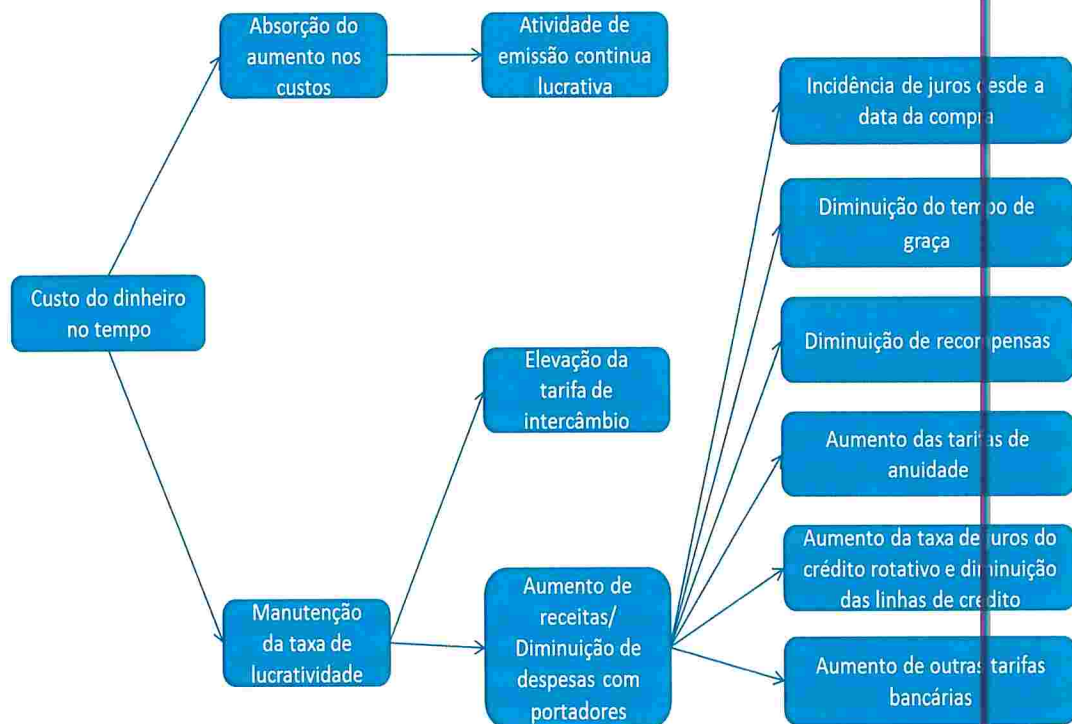 Absorção do
aumento nos
custos
Atividade de
emissão continua
lucrativa
Incidência de juros desde a
data da compra
Diminuição do tempo de
graça
Custo do dinheiro
no tempo
Elevação da
tarifa de
intercâmbio
Diminuição de recompensas
Aumento das tarifas de
anuidade
Manutenção
da taxa de
lucratividade
Aumento de
receitas/
Diminuição de
despesas com
portadores
Aumento da taxa de juros do
crédito rotativo e diminuição
das linhas de crédito
Aumento de outras tarifas
bancárias